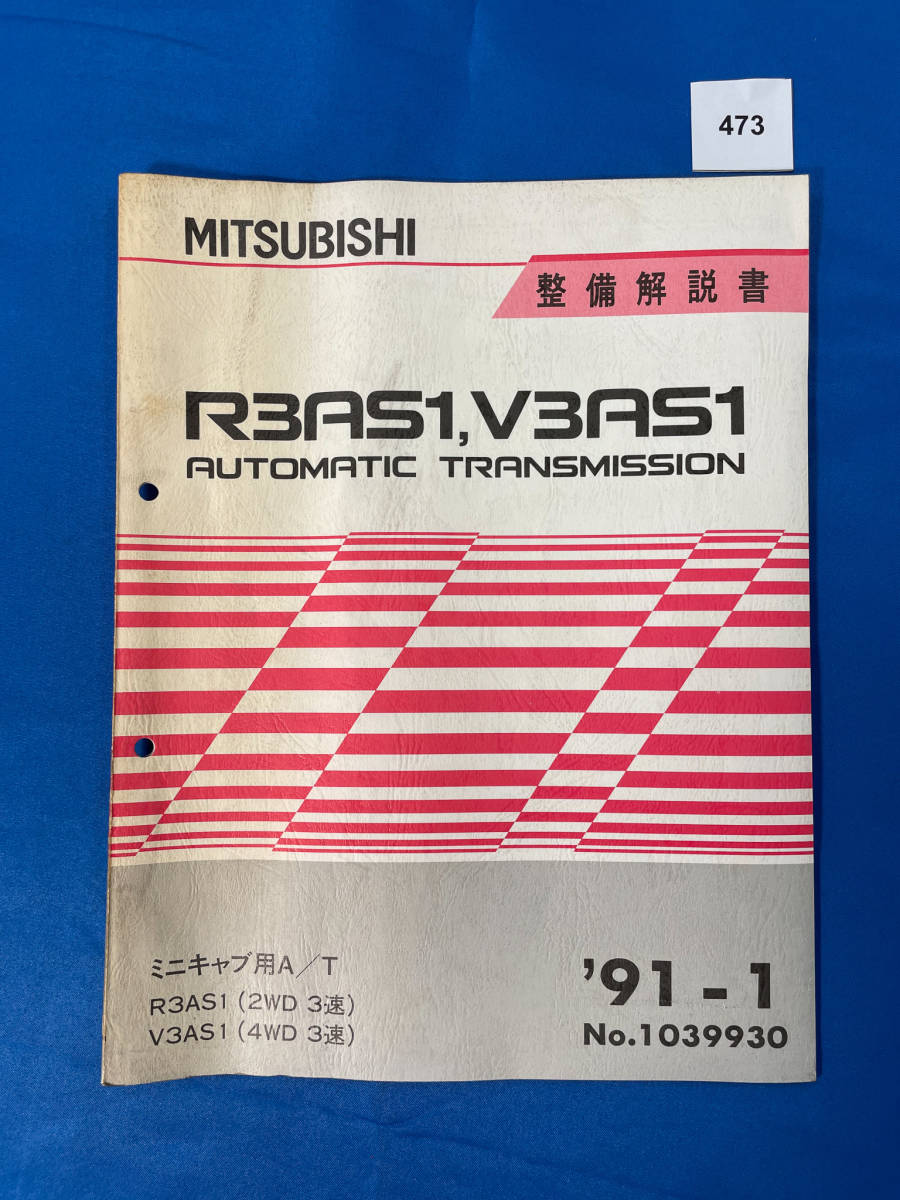 473
MITSUBISHI
整備解説書
R3AS1,V3AS1
AUTOMATIC TRANSMISSION
ミニキャブ用A/T
R3AS1 (2WD 3速)
V3AS1 (4WD 3速)
'91-1
No.1039930